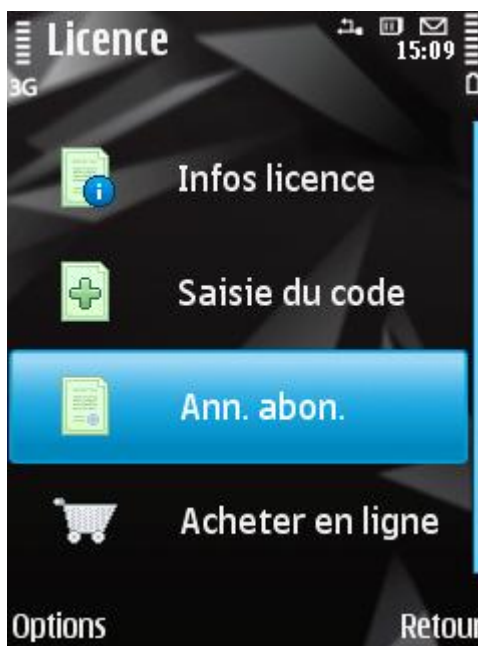 Licence
15:09
3G
Infos licence
Saisie du code
Ann. abon.
Acheter en ligne
Options
Retour